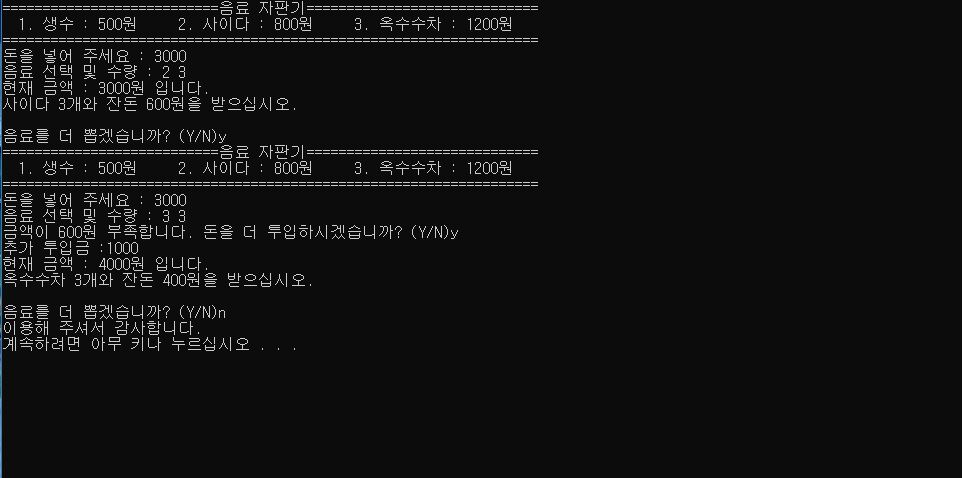 ===========================음료 자판기=============================
1. 생수 : 500원 2. 사이다 : 800원 3. 옥수수차 : 1200원
===================================================================
돈을 넣어 주세요 : 3000
음료 선택 및 수량 : 2 3
현재 금액 : 3000원 입니다.
사이다 3개와 잔돈 600원을 받으십시오.
음료를 더 뽑겠습니까? (Y/N)y
===========================음료 자판기=============================
1. 생수 : 500원 2. 사이다 : 800원 3. 옥수수차 : 1200원
===================================================================
돈을 넣어 주세요 : 3000
음료 선택 및 수량 : 3 3
금액이 600원 부족합니다. 돈을 더 투입하시겠습니까? (Y/N)y
추가 투입금 :1000
현재 금액 : 4000원 입니다.
옥수수차 3개와 잔돈 400원을 받으십시오.
음료를 더 뽑겠습니까? (Y/N)n
이용해 주셔서 감사합니다.
계속하려면 아무 키나 누르십시오 . . .